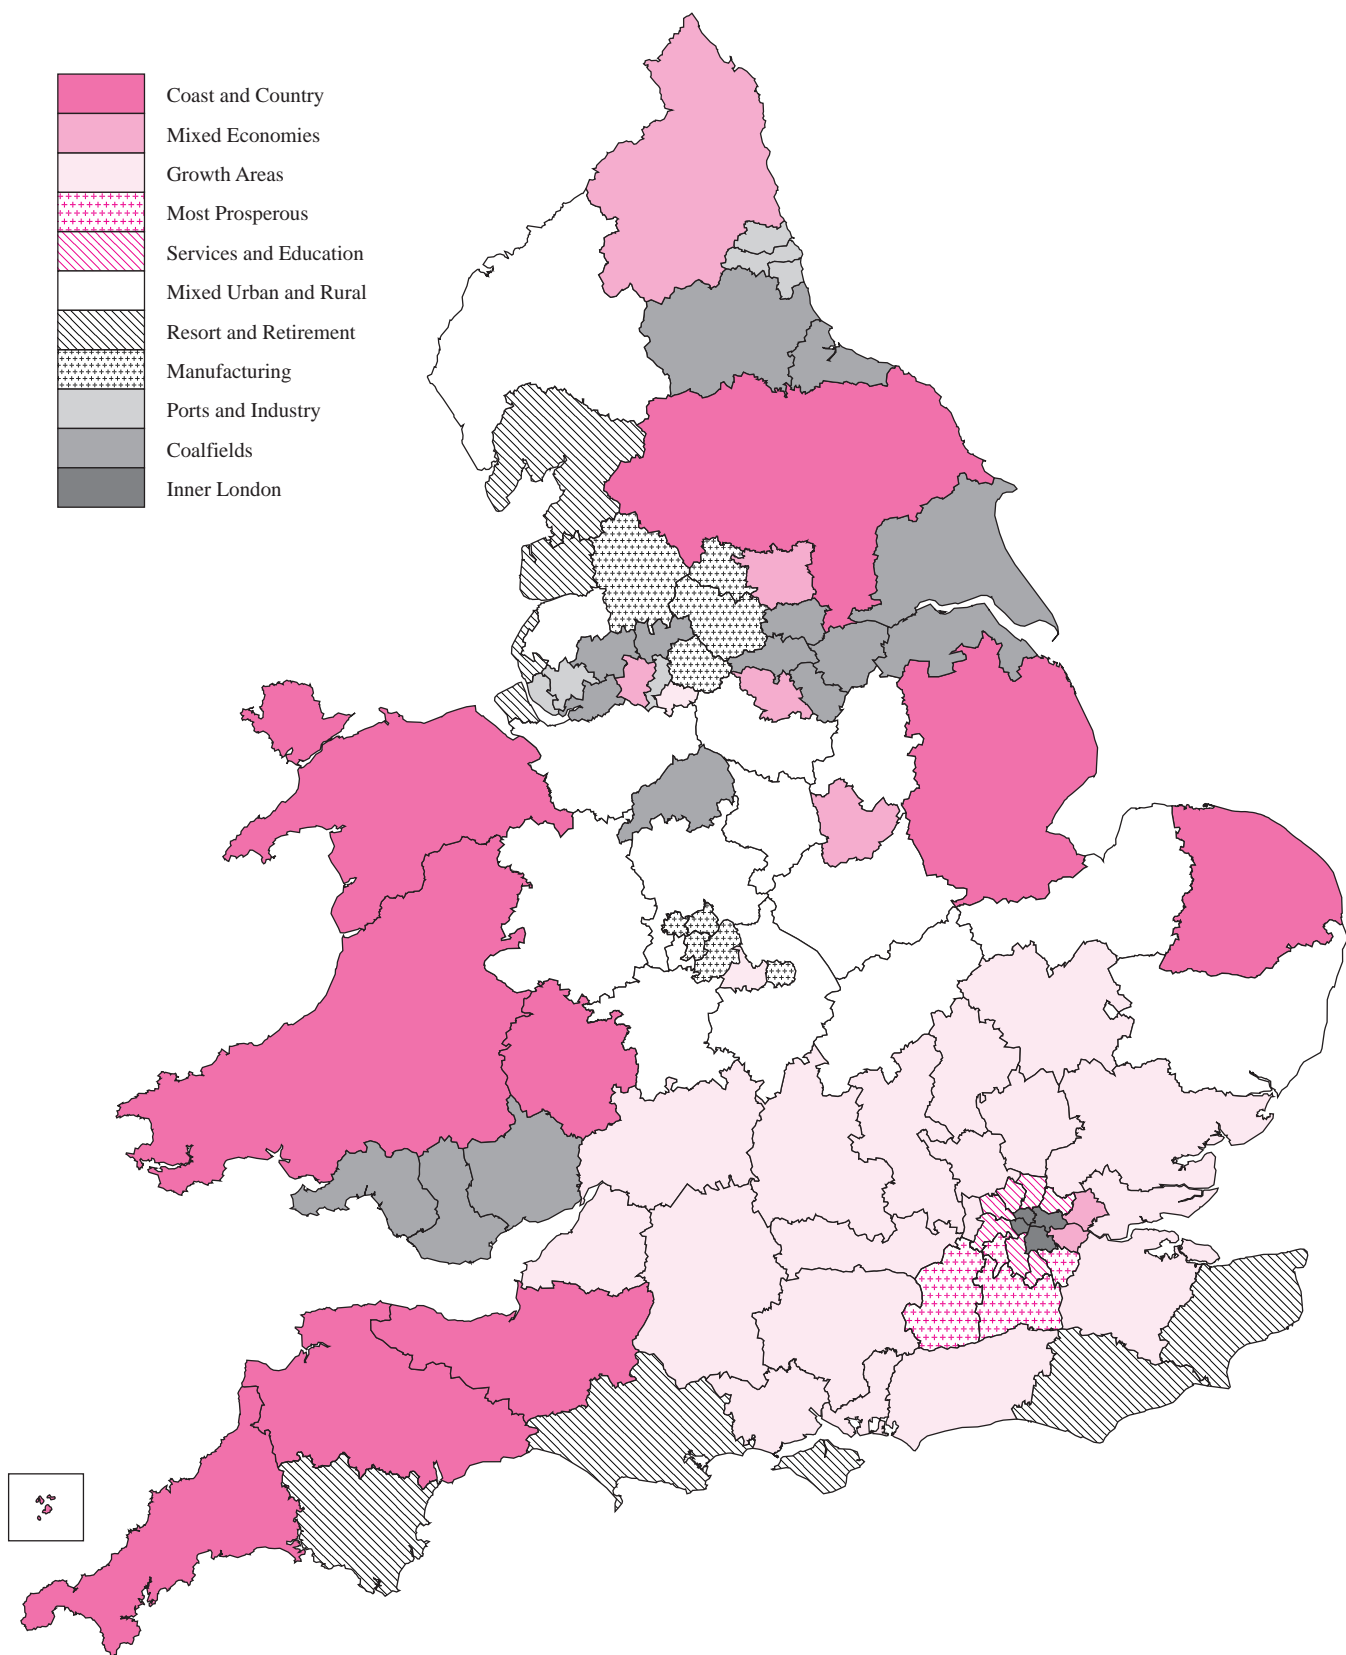 Coast and Country
Mixed Economies
Growth Areas
Most Prosperous
Services and Education
Mixed Urban and Rural
Resort and Retirement
Manufacturing
Ports and Industry
Coalfields
Inner London